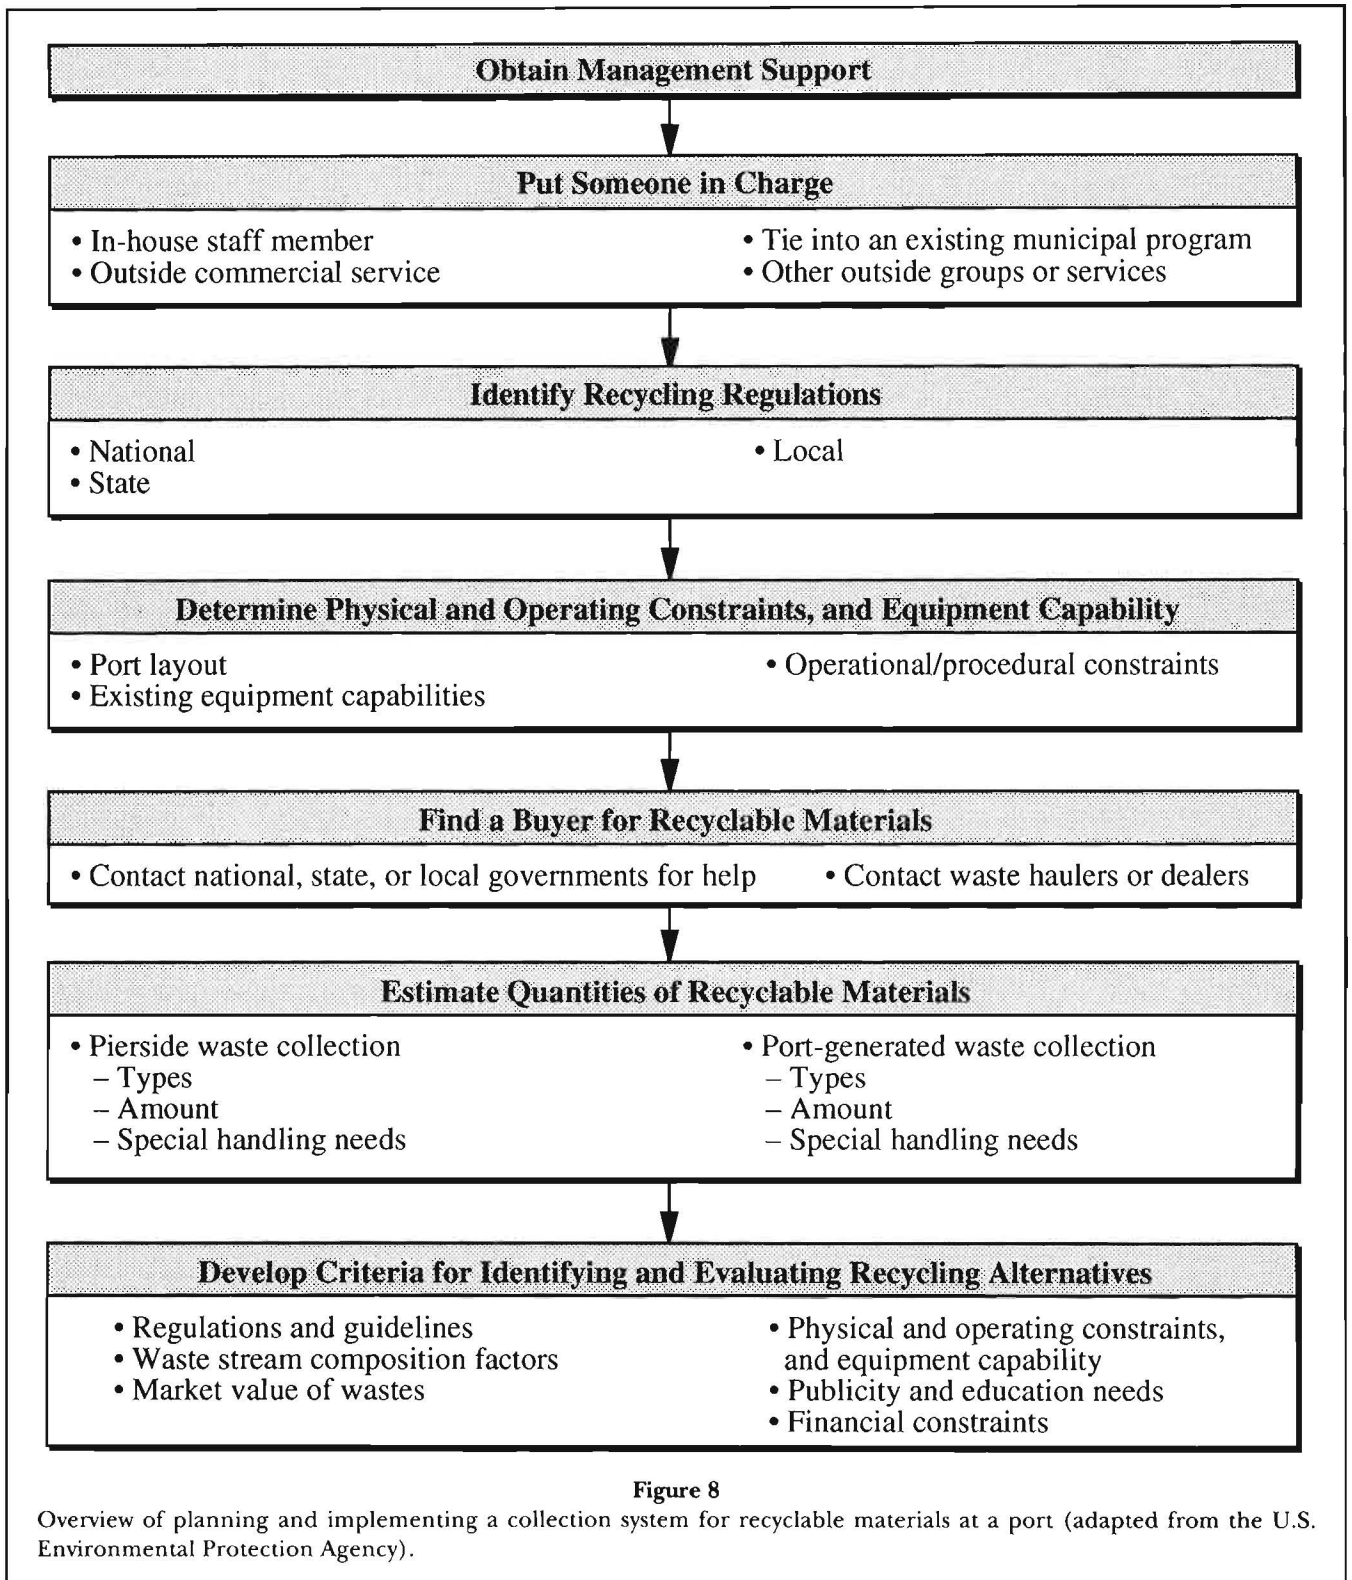 Obtain Management Support
Put Someone in Charge
• In-house staff member
• Outside commercial service
• Tie into an existing municipal program
• Other outside groups or services
Identify Recycling Regulations
• National
• State
• Local
Determine Physical and Operating Constraints, and Equipment Capability
• Port layout
• Existing equipment capabilities
• Operational/procedural constraints
Find a Buyer for Recyclable Materials
• Contact national, state, or local governments for help
• Contact waste haulers or dealers
Estimate Quantities of Recyclable Materials
• Pierside waste collection
– Types
– Amount
– Special handling needs
• Port-generated waste collection
– Types
– Amount
– Special handling needs
Develop Criteria for Identifying and Evaluating Recycling Alternatives
• Regulations and guidelines
• Waste stream composition factors
• Market value of wastes
• Physical and operating constraints,
and equipment capability
• Publicity and education needs
• Financial constraints
Figure 8
Overview of planning and implementing a collection system for recyclable materials at a port (adapted from the U.S.
Environmental Protection Agency).